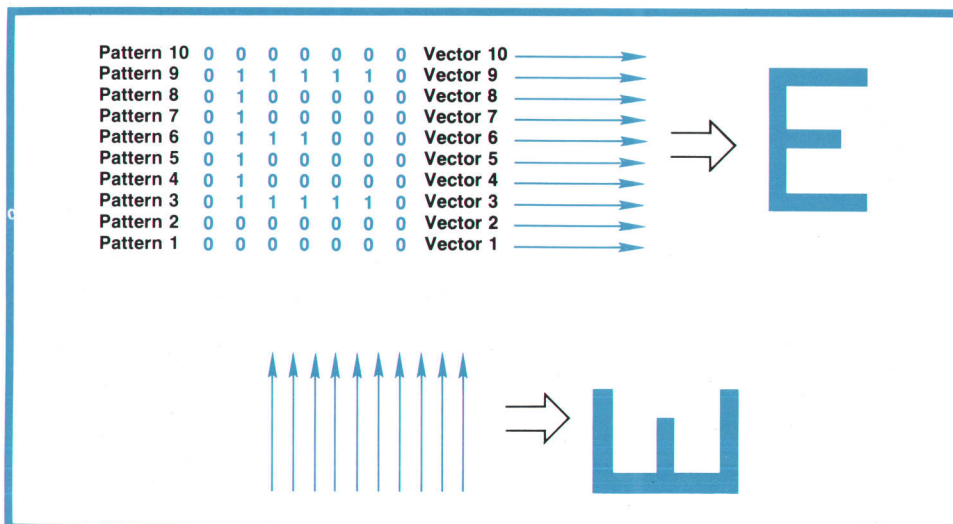 Pattern 10 0 0 0 0 0 0 0 Vector 10
Pattern 9 0 1 1 1 1 1 0 Vector 9
Pattern 8 0 1 0 0 0 0 0 Vector 8
Pattern 7 0 1 0 0 0 0 0 Vector 7
Pattern 6 0 1 1 1 0 0 0 Vector 6
Pattern 5 0 1 0 0 0 0 0 Vector 5
Pattern 4 0 1 0 0 0 0 0 Vector 4
Pattern 3 0 1 1 1 1 1 0 Vector 3
Pattern 2 0 0 0 0 0 0 0 Vector 2
Pattern 1 0 0 0 0 0 0 0 Vector 1
E
E